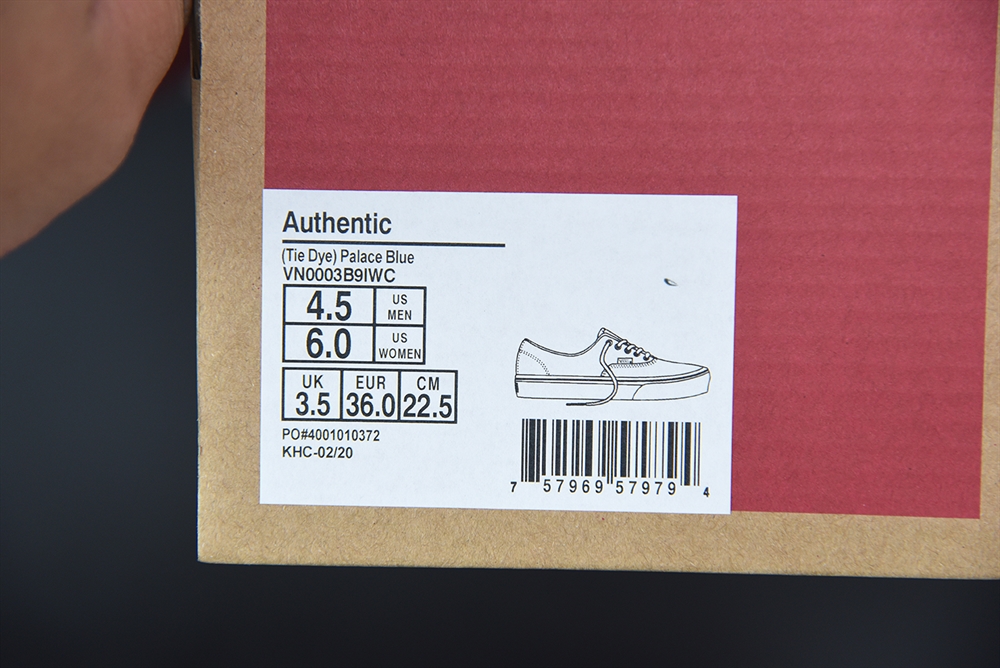 Authentic
(Tie Dye) Palace Blue
VN0003B9IWC
4.5 US MEN
6.0 US WOMEN
UK EUR CM
3.5 36.0 22.5
PO#4001010372
KHC-02/20
7 57969 57979 4